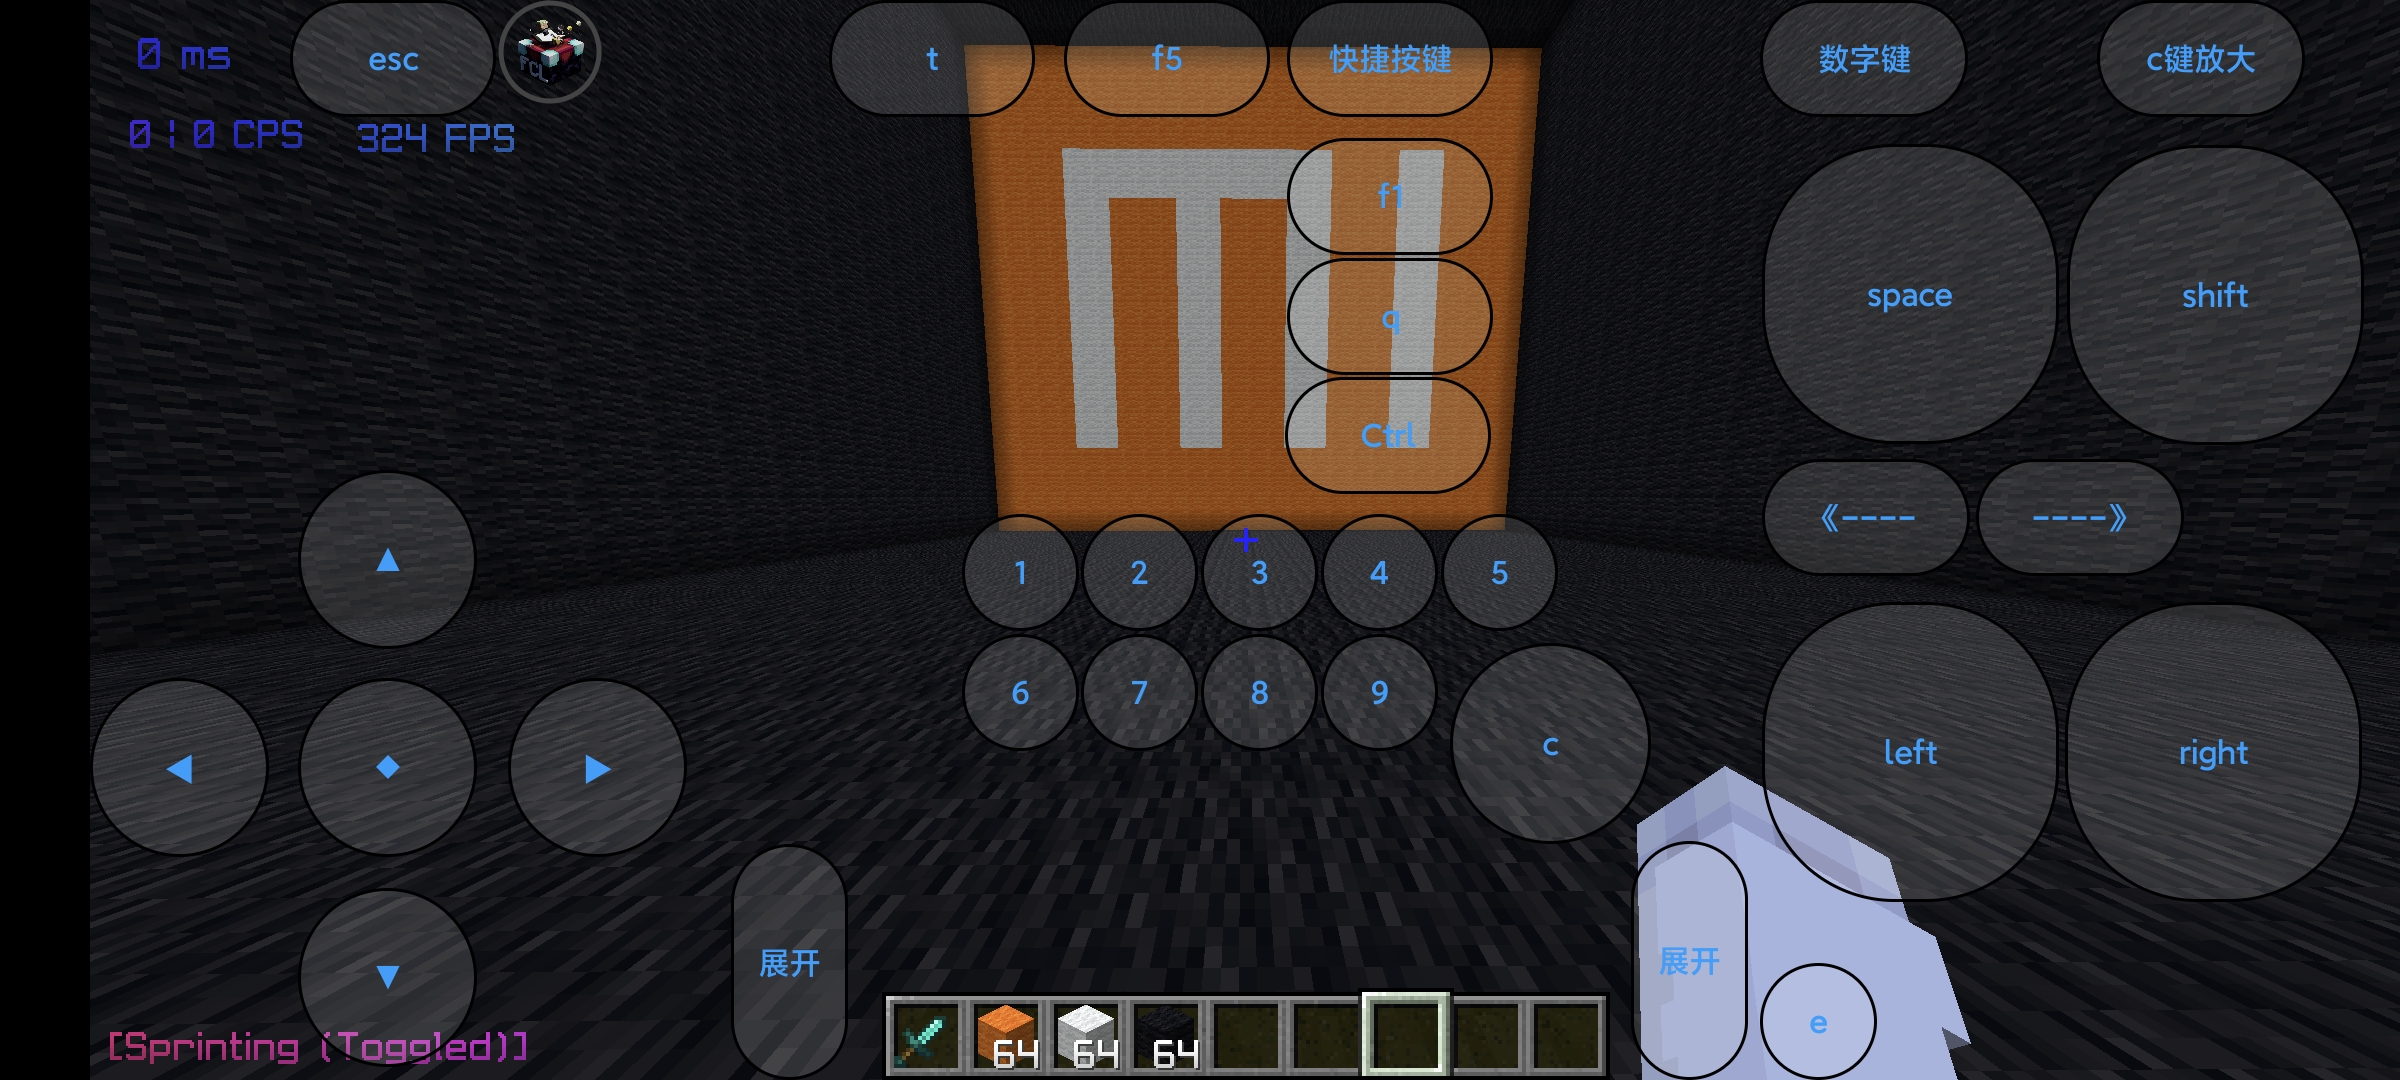 0 ms
esc
FCL
t
f5
快捷按键
数字键
c键放大
0 | 0 CPS
324 FPS
f1
space
shift
q
Ctrl
《----
----》
▲
1
2
3
4
5
6
7
8
9
c
left
right
◀
◆
▶
展开
展开
▼
e
[Sprinting (Toggled)]
64
64
64